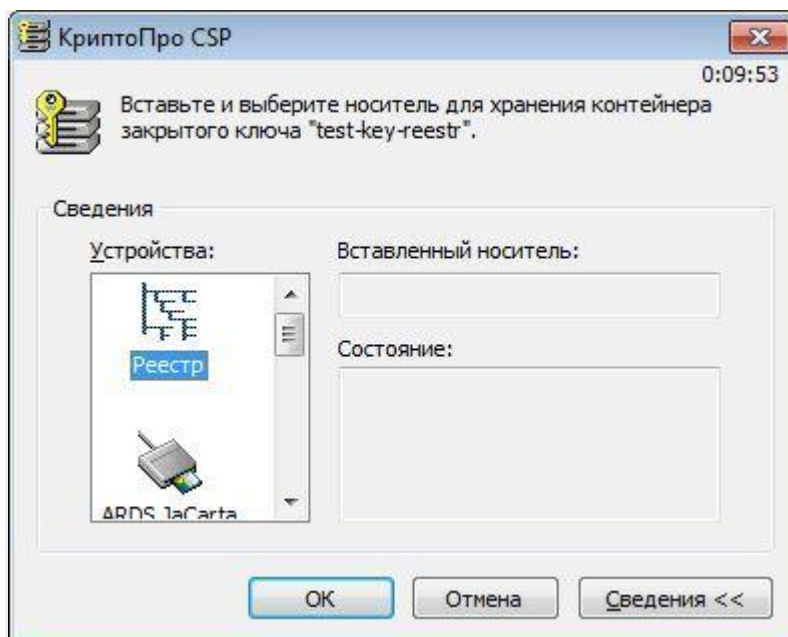 КриптоПро CSP
0:09:53
Вставьте и выберите носитель для хранения контейнера
закрытого ключа "test-key-reestr".
Сведения
Устройства:
Вставленный носитель:
Реестр
Состояние:
ARDS JaCarta
ОК
Отмена
Сведения <<